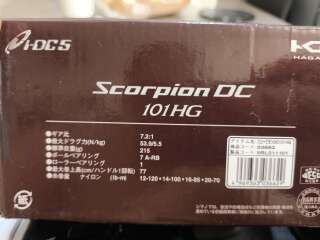 i-DC5
Scorpion DC
101HG
ギア比 7.2:1
最大ドラグ力(N/kg) 53.9/5.5
標準自重(g) 215
ボールベアリング 7 A-RB
ローラーベアリング 1
最大巻上長(cm/ハンドル1回転) 77
糸巻量 ナイロン (lb-m) 12-120 • 14-100 • 16-85 • 20-70